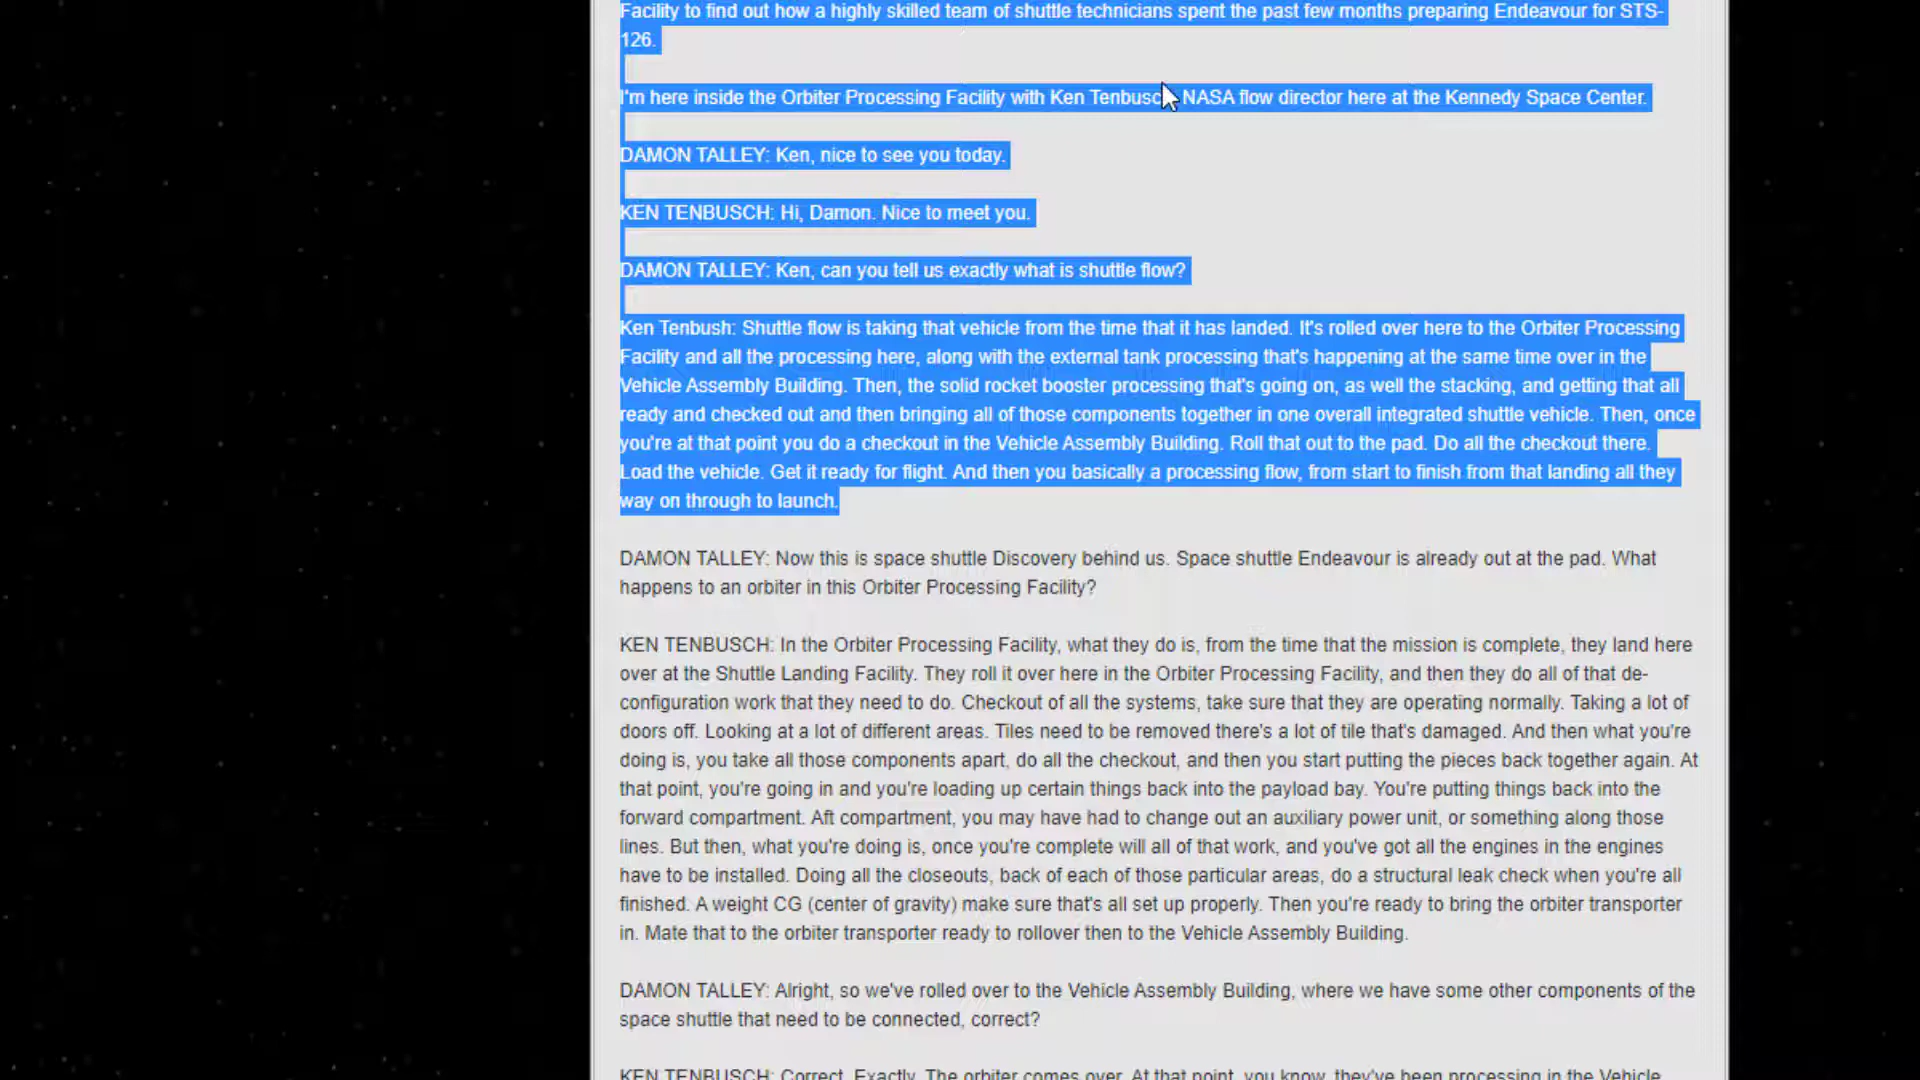 Facility to find out how a highly skilled team of shuttle technicians spent the past few months preparing Endeavour for STS-
126.
I'm here inside the Orbiter Processing Facility with Ken Tenbusch NASA flow director here at the Kennedy Space Center.
DAMON TALLEY: Ken, nice to see you today.
KEN TENBUSCH: Hi, Damon. Nice to meet you.
DAMON TALLEY: Ken, can you tell us exactly what is shuttle flow?
Ken Tenbush: Shuttle flow is taking that vehicle from the time that it has landed. It's rolled over here to the Orbiter Processing
Facility and all the processing here, along with the external tank processing that's happening at the same time over in the
Vehicle Assembly Building. Then, the solid rocket booster processing that's going on, as well the stacking, and getting that all
ready and checked out and then bringing all of those components together in one overall integrated shuttle vehicle. Then, once
you're at that point you do a checkout in the Vehicle Assembly Building. Roll that out to the pad. Do all the checkout there.
Load the vehicle. Get it ready for flight. And then you basically a processing flow, from start to finish from that landing all they
way on through to launch.
DAMON TALLEY: Now this is space shuttle Discovery behind us. Space shuttle Endeavour is already out at the pad. What
happens to an orbiter in this Orbiter Processing Facility?
KEN TENBUSCH: In the Orbiter Processing Facility, what they do is, from the time that the mission is complete, they land here
over at the Shuttle Landing Facility. They roll it over here in the Orbiter Processing Facility, and then they do all of that de-
configuration work that they need to do. Checkout of all the systems, take sure that they are operating normally. Taking a lot of
doors off. Looking at a lot of different areas. Tiles need to be removed there's a lot of tile that's damaged. And then what you're
doing is, you take all those components apart, do all the checkout, and then you start putting the pieces back together again. At
that point, you're going in and you're loading up certain things back into the payload bay. You're putting things back into the
forward compartment. Aft compartment, you may have had to change out an auxiliary power unit, or something along those
lines. But then, what you're doing is, once you're complete will all of that work, and you've got all the engines in the engines
have to be installed. Doing all the closeouts, back of each of those particular areas, do a structural leak check when you're all
finished. A weight CG (center of gravity) make sure that's all set up properly. Then you're ready to bring the orbiter transporter
in. Mate that to the orbiter transporter ready to rollover then to the Vehicle Assembly Building.
DAMON TALLEY: Alright, so we've rolled over to the Vehicle Assembly Building, where we have some other components of the
space shuttle that need to be connected, correct?
KEN TENBUSCH: Correct. Exactly. The orbiter comes over. At that point, you know, they've been processing in the Vehicle